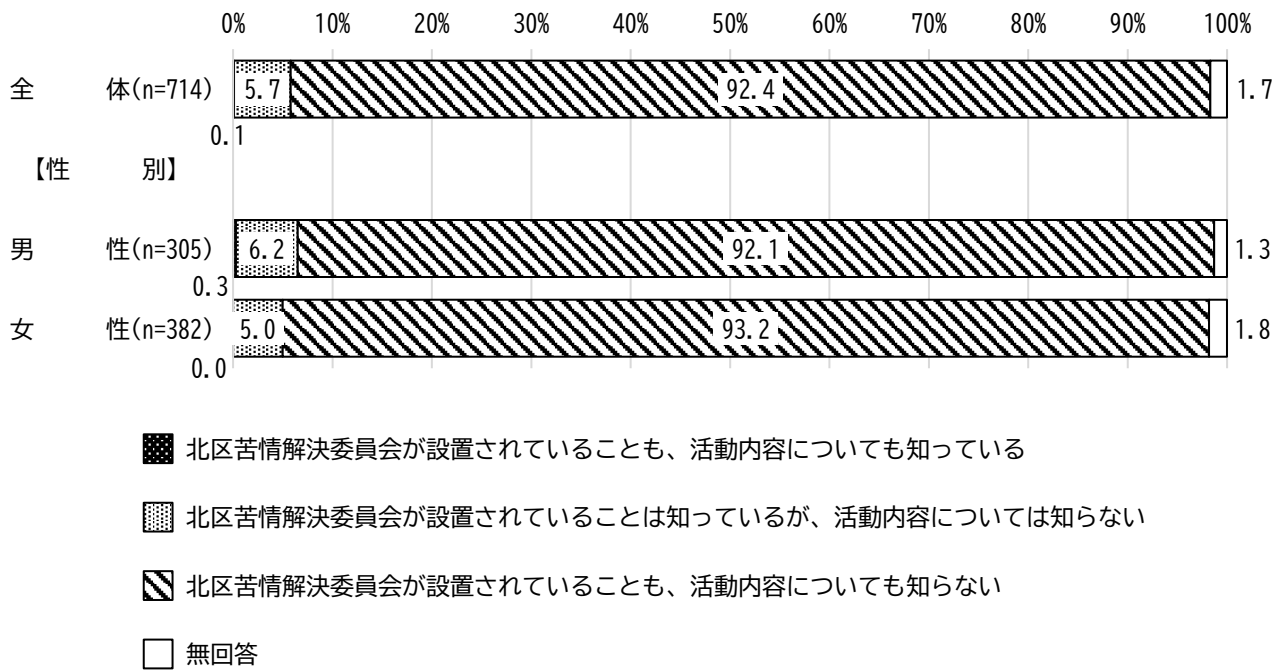 0% 10% 20% 30% 40% 50% 60% 70% 80% 90% 100%
全 体(n=714) 5.7 92.4 1.7
0.1
【性 別】
男 性(n=305) 6.2 92.1 1.3
0.3
女 性(n=382) 5.0 93.2 1.8
0.0
北区苦情解決委員会が設置されていることも、活動内容についても知っている
北区苦情解決委員会が設置されていることは知っているが、活動内容については知らない
北区苦情解決委員会が設置されていることも、活動内容についても知らない
無回答